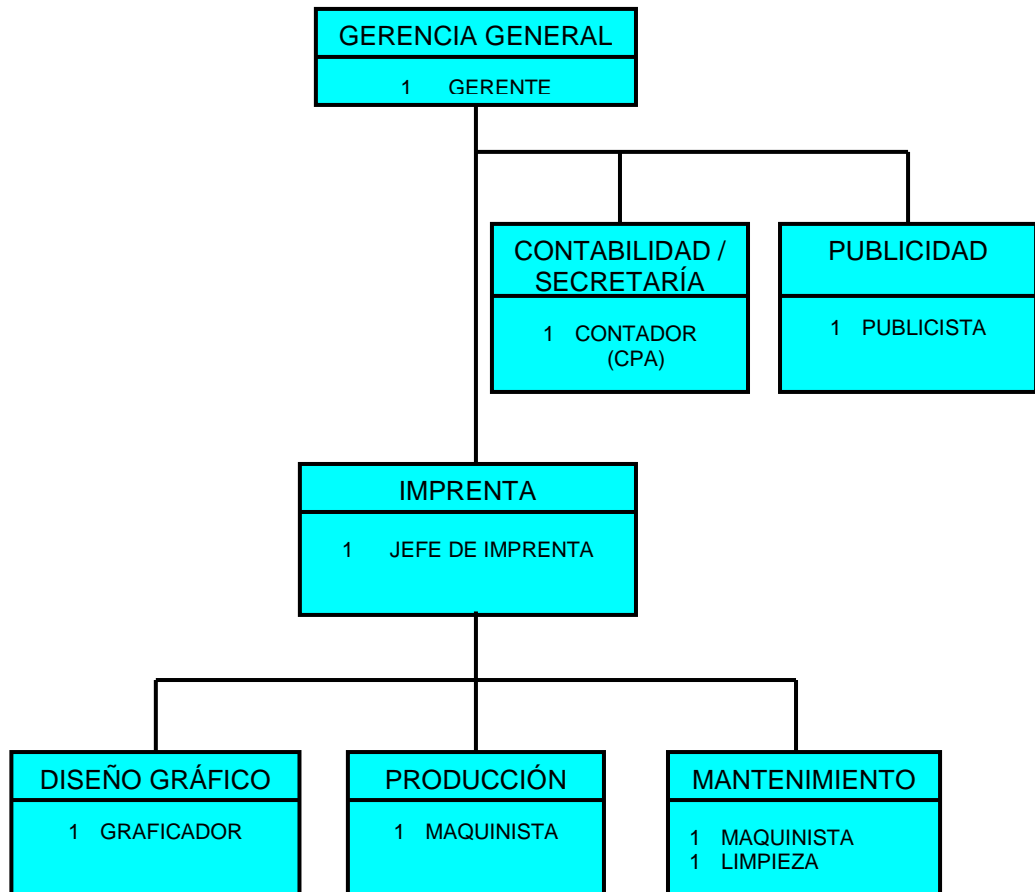 GERENCIA GENERAL
1 GERENTE
CONTABILIDAD /
SECRETARÍA
1 CONTADOR
(CPA)
PUBLICIDAD
1 PUBLICISTA
IMPRENTA
1 JEFE DE IMPRENTA
DISEÑO GRÁFICO
1 GRAFICADOR
PRODUCCIÓN
1 MAQUINISTA
MANTENIMIENTO
1 MAQUINISTA
1 LIMPIEZA